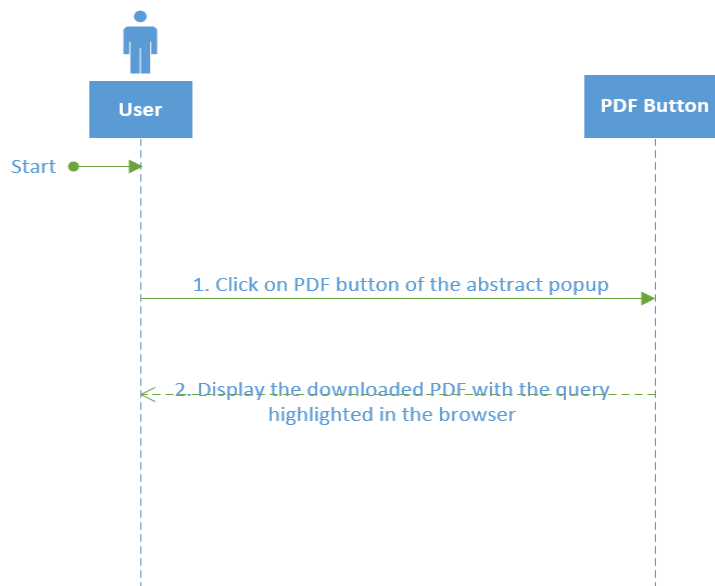 User
PDF Button
Start
1. Click on PDF button of the abstract popup
2. Display the downloaded PDF with the query
highlighted in the browser